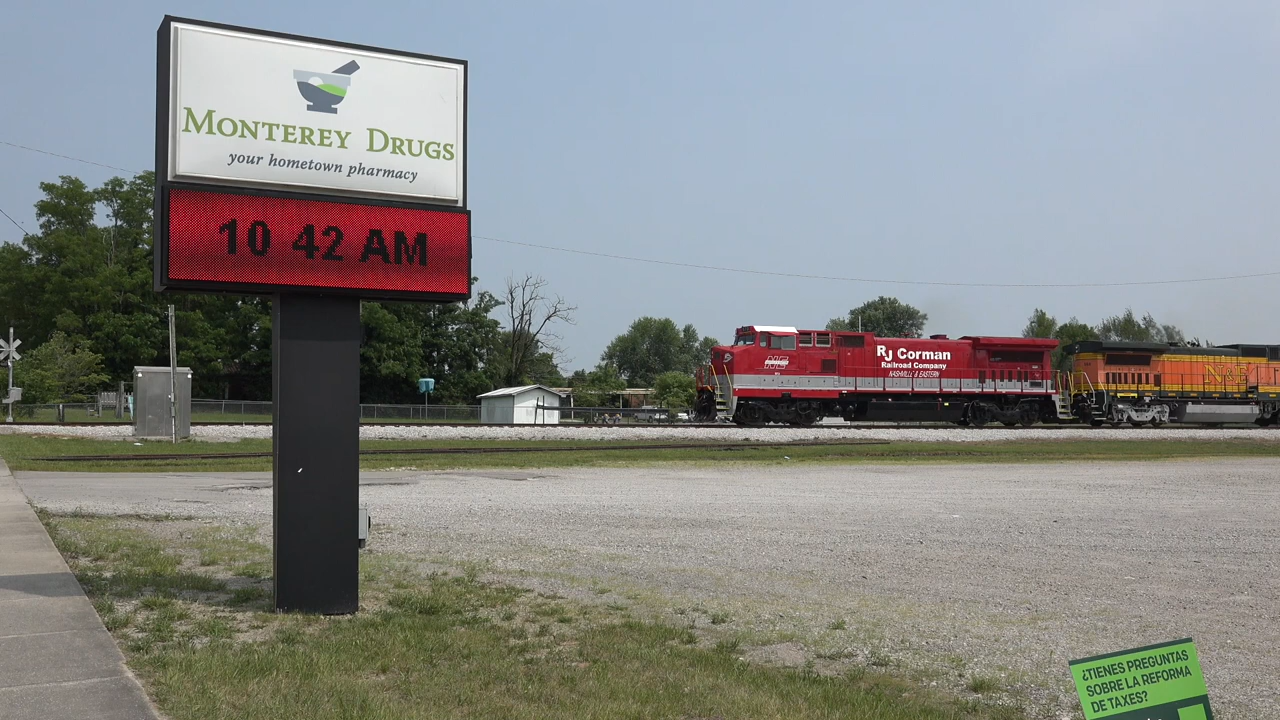 Monterey Drugs
your hometown pharmacy
10 42 AM
RJ Corman
Railroad Company
NASHVILLE & EASTERN
NE
N&E
¿TIENES PREGUNTAS
SOBRE LA REFORMA
DE TAXES?